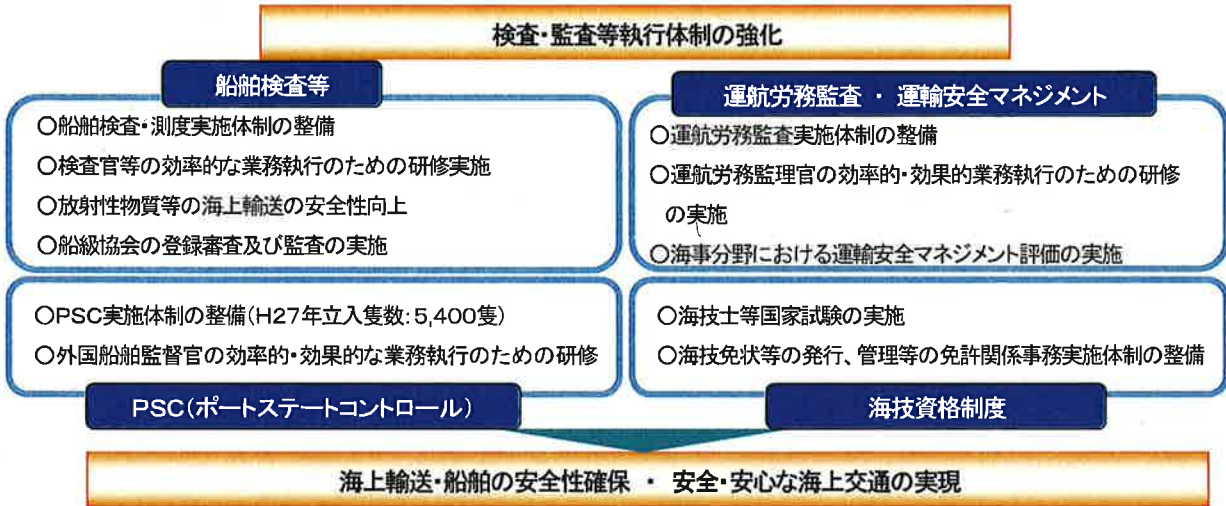 検査・監査等執行体制の強化
船舶検査等
○船舶検査・測度実施体制の整備
○検査官等の効率的な業務執行のための研修実施
○放射性物質等の海上輸送の安全性向上
○船級協会の登録審査及び監査の実施
運航労務監査 ・ 運輸安全マネジメント
○運航労務監査実施体制の整備
○運航労務監理官の効率的・効果的業務執行のための研修
の実施
○海事分野における運輸安全マネジメント評価の実施
○PSC実施体制の整備(H27年立入隻数:5,400隻)
○外国船舶監督官の効率的・効果的な業務執行のための研修
PSC(ポートステートコントロール)
○海技士等国家試験の実施
○海技免状等の発行、管理等の免許関係事務実施体制の整備
海技資格制度
海上輸送・船舶の安全性確保 ・ 安全・安心な海上交通の実現